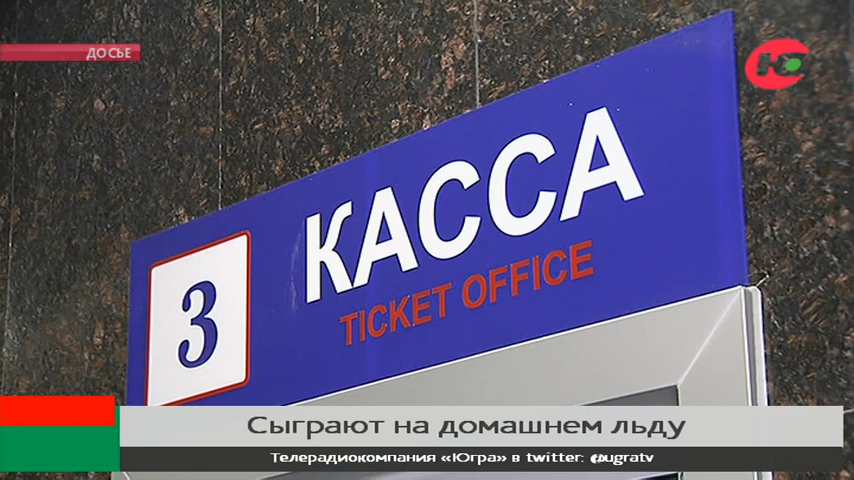 ДОСЬЕ
Ю
КАССА
3
TICKET OFFICE
Сыграют на домашнем льду
Телерадиокомпания «Югра» в twitter: @ugratv